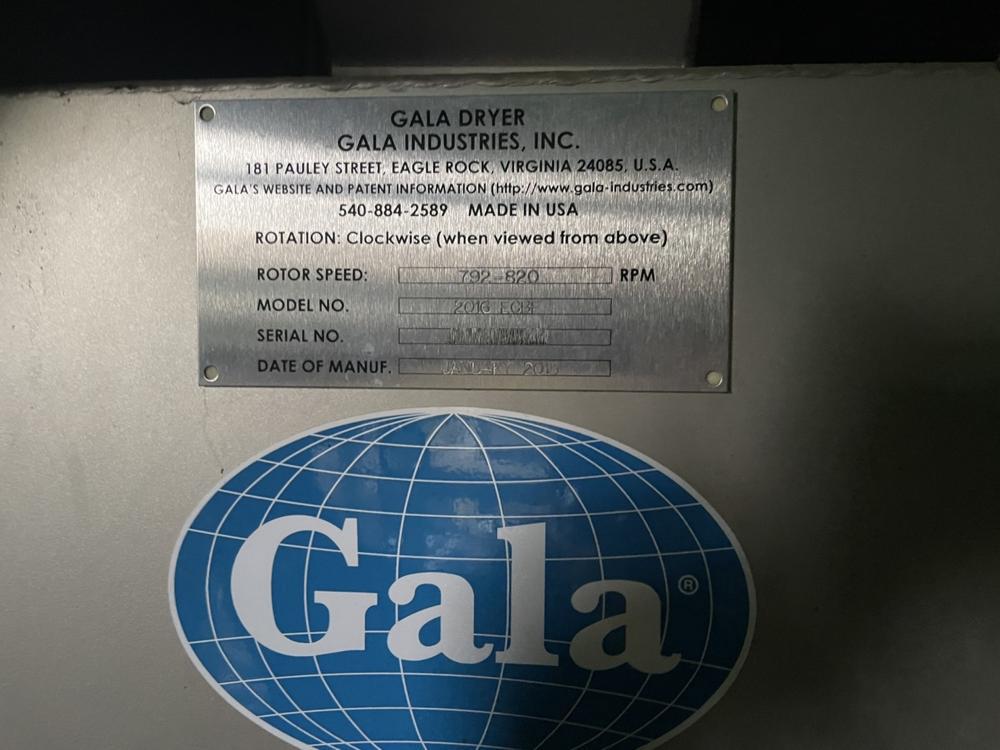 GALA DRYER
GALA INDUSTRIES, INC.
181 PAULEY STREET, EAGLE ROCK, VIRGINIA 24085, U.S.A.
GALA'S WEBSITE AND PATENT INFORMATION (http://www.gala-industries.com)
540-884-2589 MADE IN USA
ROTATION: Clockwise (when viewed from above)
ROTOR SPEED: 792-820 RPM
MODEL NO. 2016
SERIAL NO.
DATE OF MANUF. JANUARY
Gala ®